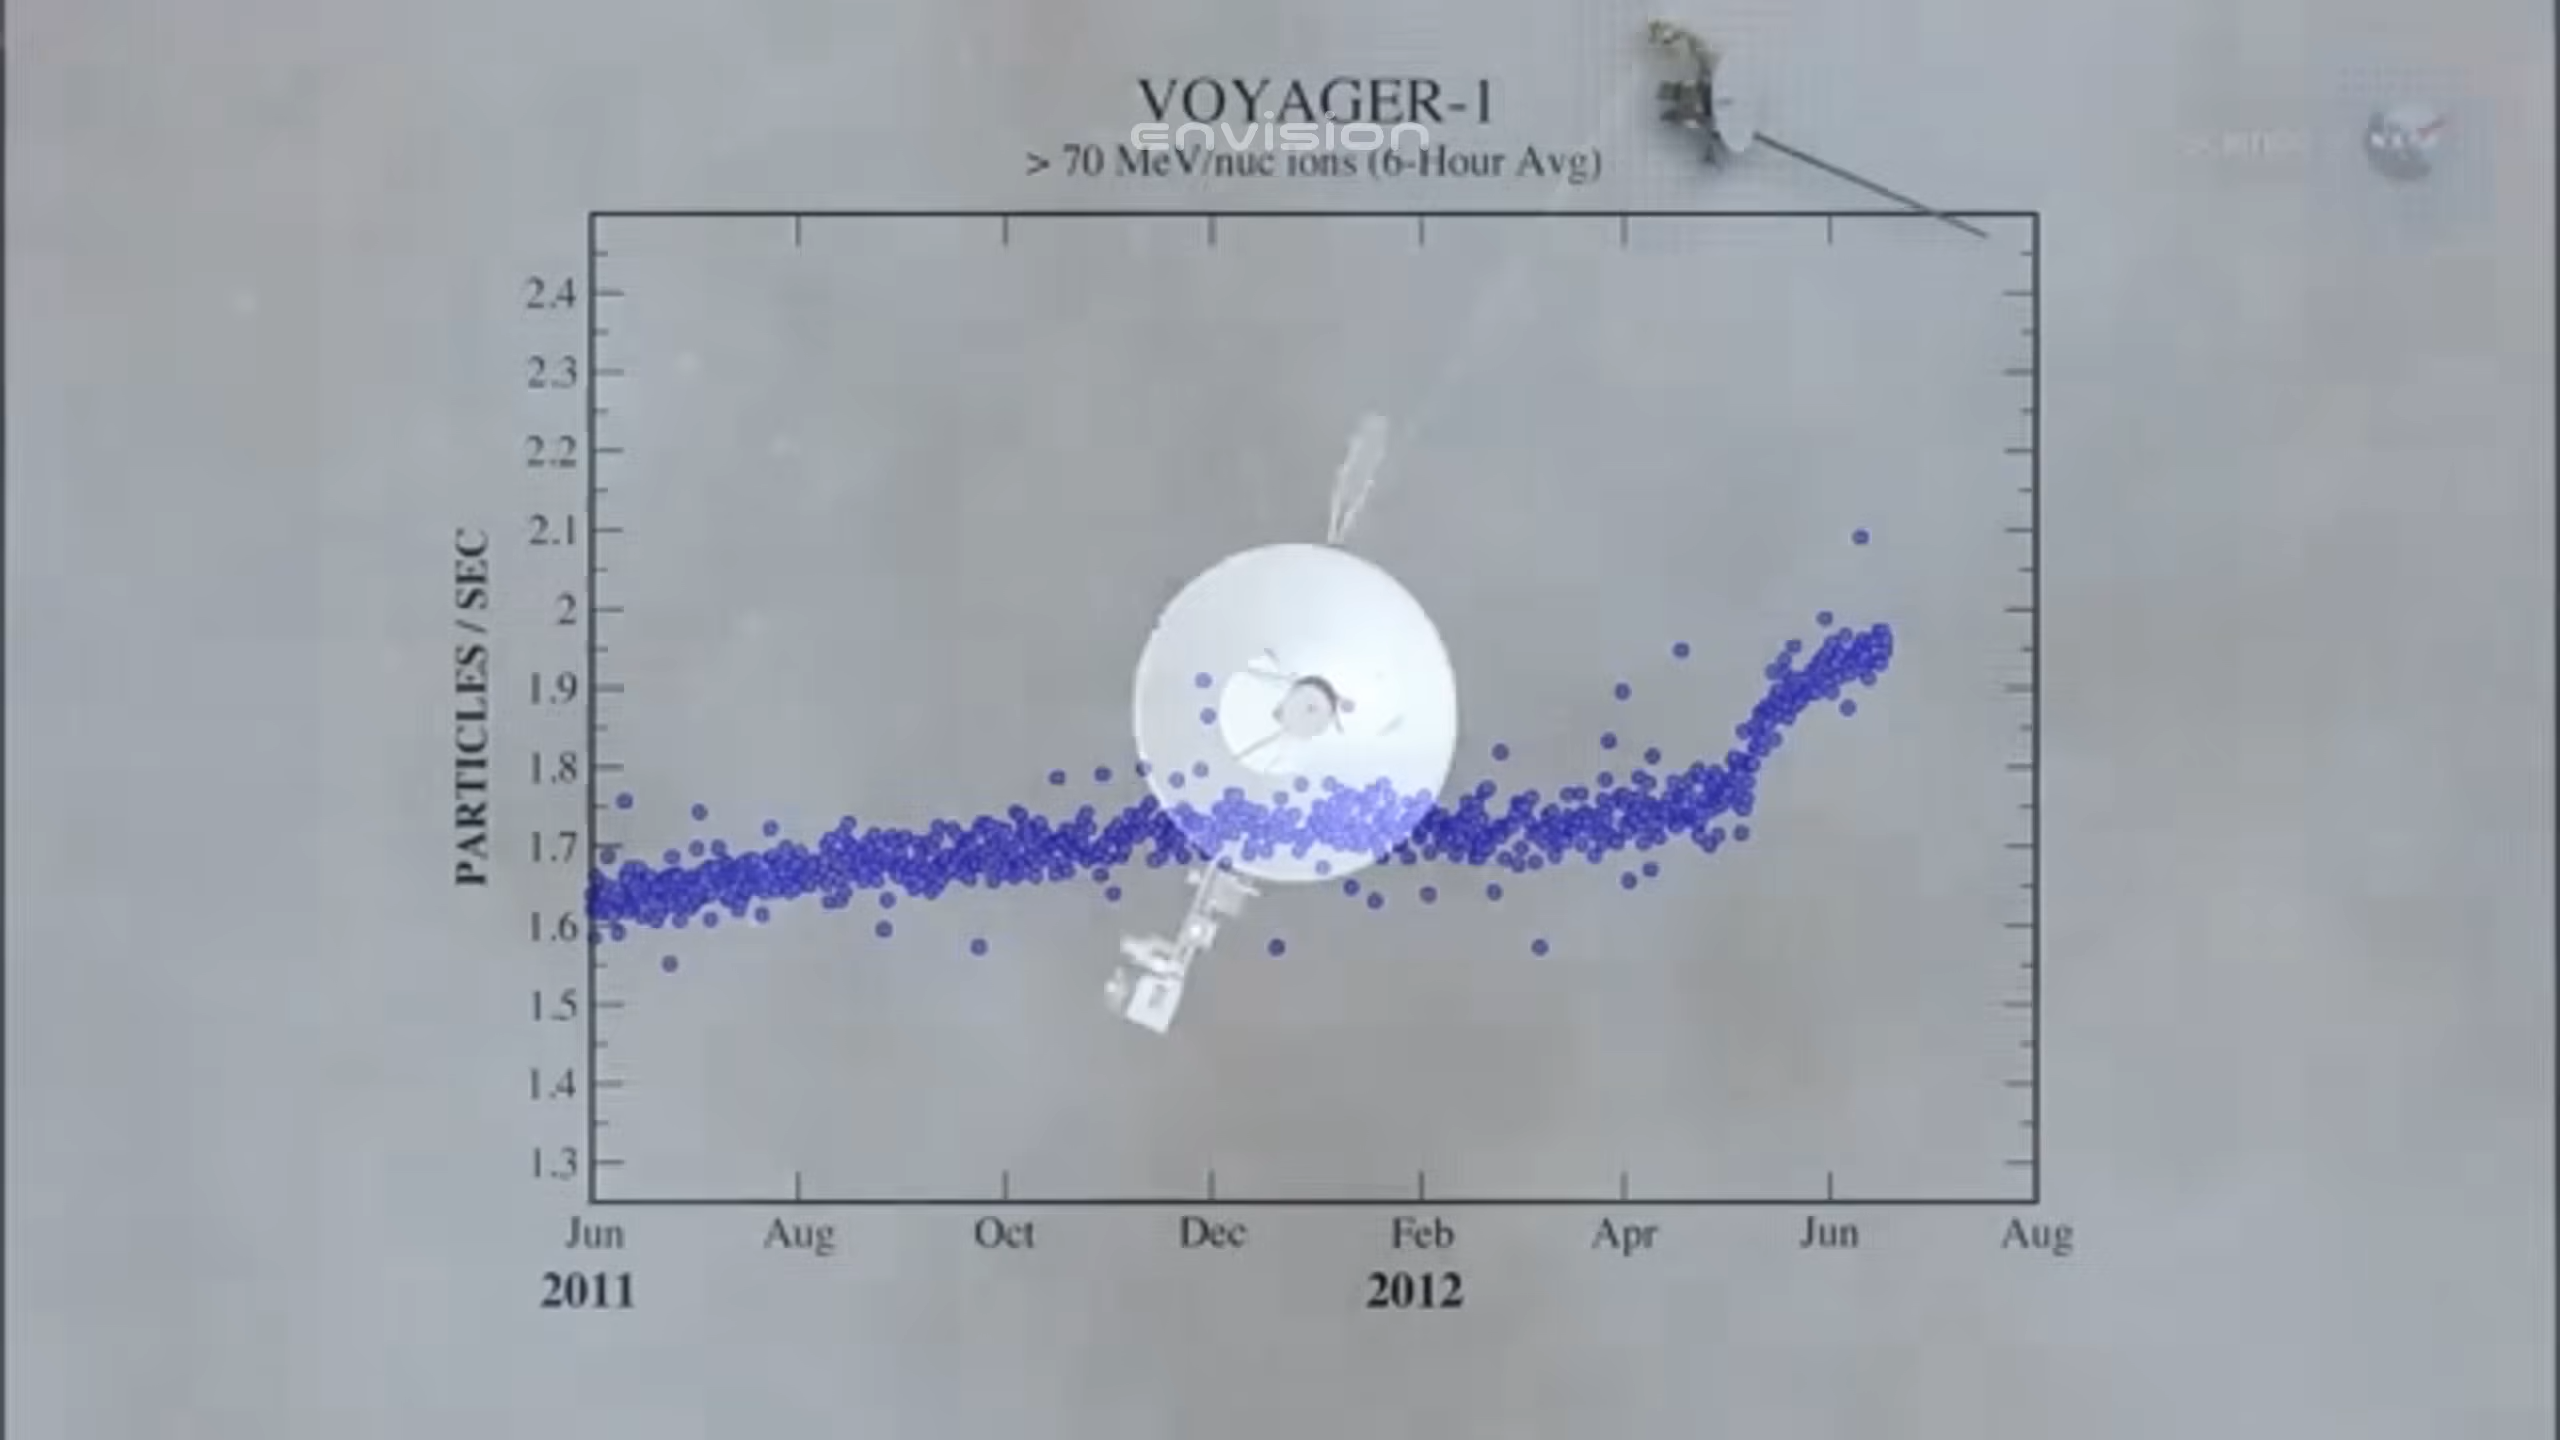 VOYAGER-1
envision
> 70 MeV/nuc ions (6-Hour Avg)
PARTICLES / SEC
2.4
2.3
2.2
2.1
2
1.9
1.8
1.7
1.6
1.5
1.4
1.3
Jun Aug Oct Dec Feb Apr Jun Aug
2011 2012